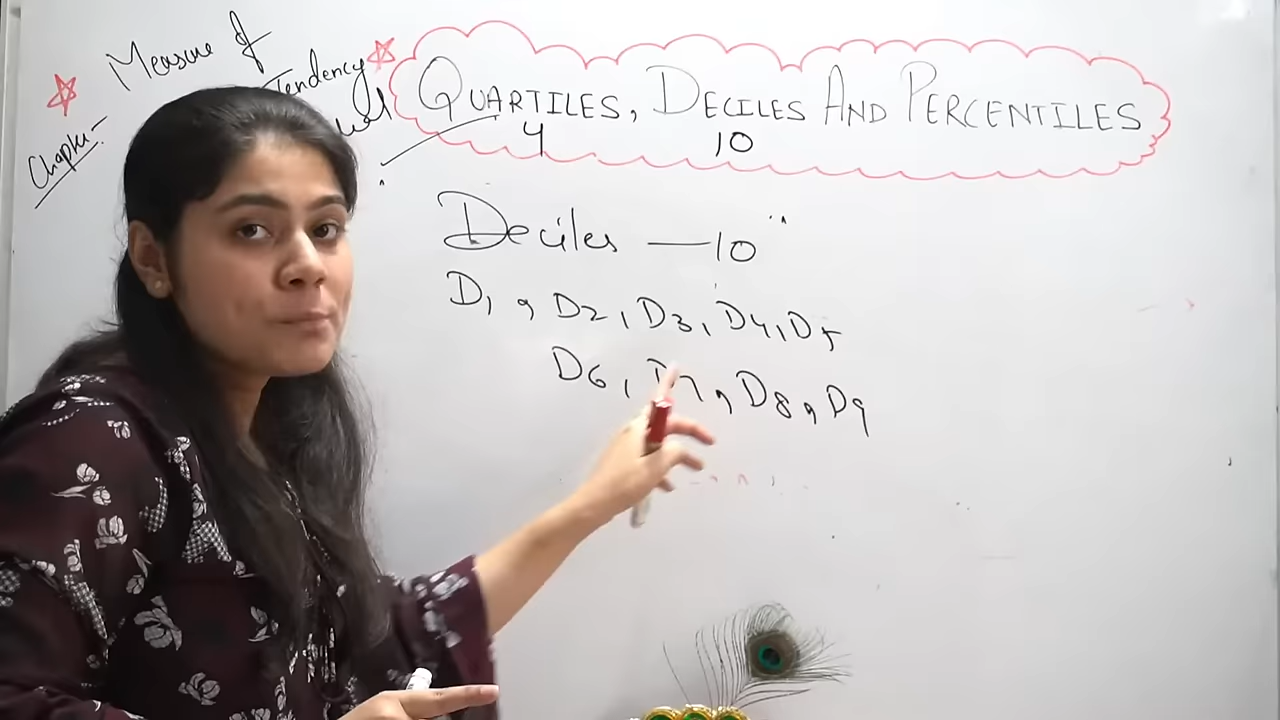 Measure of
Tendency
Chapter:-
QUARTILES, DECILES AND PERCENTILES
4 10
Deciles — 10
D1, D2, D3, D4, D5
D6, D7, D8, D9